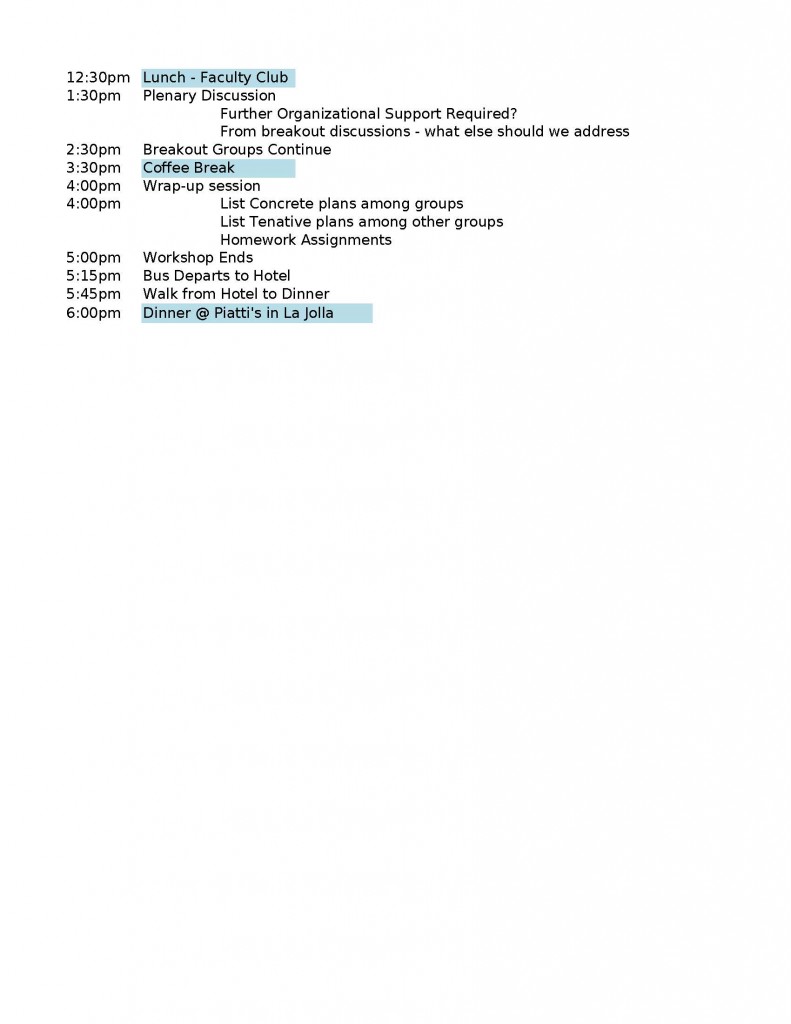 12:30pm Lunch - Faculty Club
1:30pm Plenary Discussion
Further Organizational Support Required?
From breakout discussions - what else should we address
2:30pm Breakout Groups Continue
3:30pm Coffee Break
4:00pm Wrap-up session
4:00pm List Concrete plans among groups
List Tenative plans among other groups
Homework Assignments
5:00pm Workshop Ends
5:15pm Bus Departs to Hotel
5:45pm Walk from Hotel to Dinner
6:00pm Dinner @ Piatti's in La Jolla